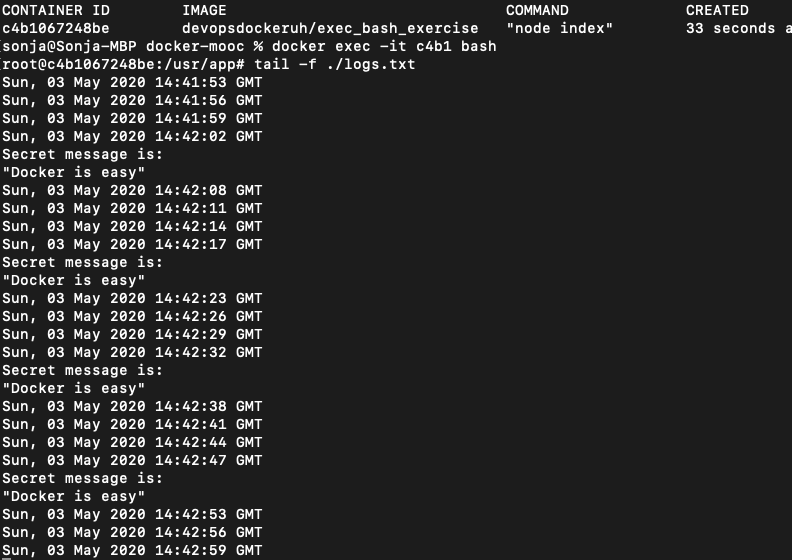 CONTAINER ID        IMAGE                              COMMAND             CREATED
c4b1067248be        devopsdockeruh/exec_bash_exercise   "node index"        33 seconds a
[sonja@Sonja-MBP docker-mooc % docker exec -it c4b1 bash
[root@c4b1067248be:/usr/app# tail -f ./logs.txt
Sun, 03 May 2020 14:41:53 GMT
Sun, 03 May 2020 14:41:56 GMT
Sun, 03 May 2020 14:41:59 GMT
Sun, 03 May 2020 14:42:02 GMT
Secret message is:
"Docker is easy"
Sun, 03 May 2020 14:42:08 GMT
Sun, 03 May 2020 14:42:11 GMT
Sun, 03 May 2020 14:42:14 GMT
Sun, 03 May 2020 14:42:17 GMT
Secret message is:
"Docker is easy"
Sun, 03 May 2020 14:42:23 GMT
Sun, 03 May 2020 14:42:26 GMT
Sun, 03 May 2020 14:42:29 GMT
Sun, 03 May 2020 14:42:32 GMT
Secret message is:
"Docker is easy"
Sun, 03 May 2020 14:42:38 GMT
Sun, 03 May 2020 14:42:41 GMT
Sun, 03 May 2020 14:42:44 GMT
Sun, 03 May 2020 14:42:47 GMT
Secret message is:
"Docker is easy"
Sun, 03 May 2020 14:42:53 GMT
Sun, 03 May 2020 14:42:56 GMT
Sun, 03 May 2020 14:42:59 GMT